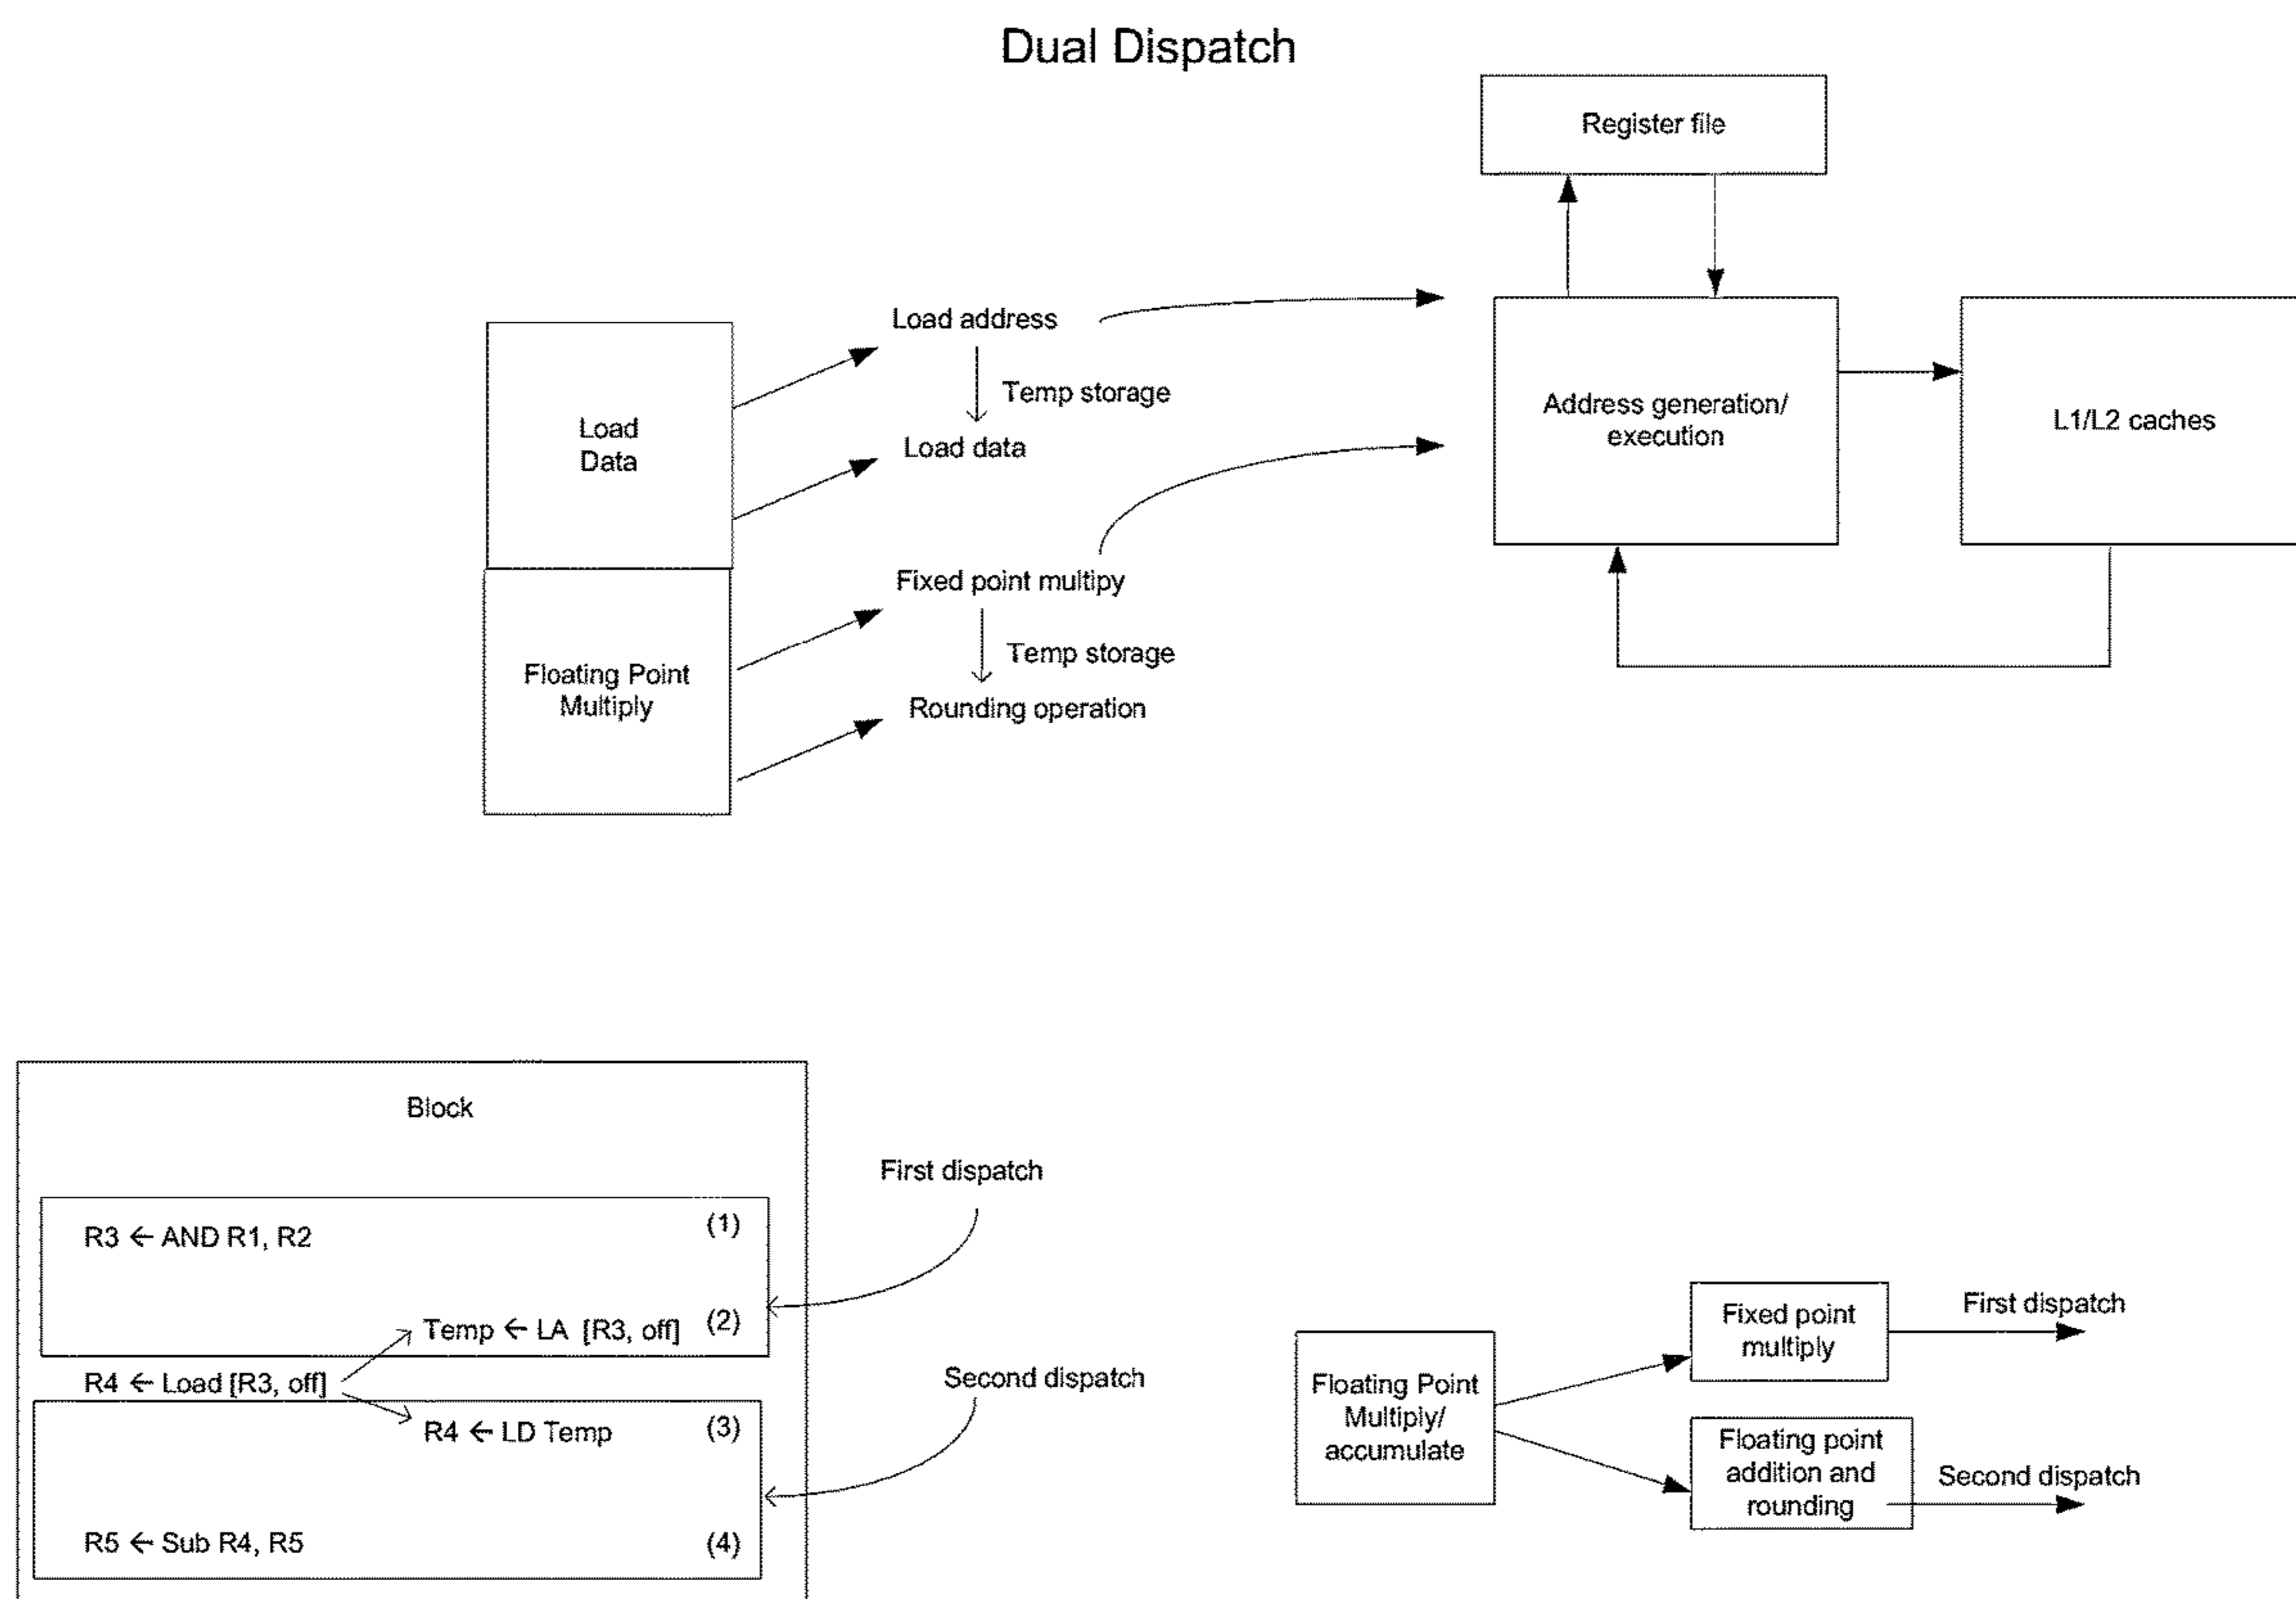 Dual Dispatch
Register file
Load address
Temp storage
Load data
Load
Data
Address generation/
execution
L1/L2 caches
Fixed point multipy
Temp storage
Rounding operation
Floating Point
Multiply
Block
First dispatch
R3 ← AND R1, R2
(1)
Temp ← LA [R3, off]
(2)
R4 ← Load [R3, off]
Second dispatch
R4 ← LD Temp
(3)
R5 ← Sub R4, R5
(4)
Floating Point
Multiply/
accumulate
Fixed point
multiply
First dispatch
Floating point
addition and
rounding
Second dispatch